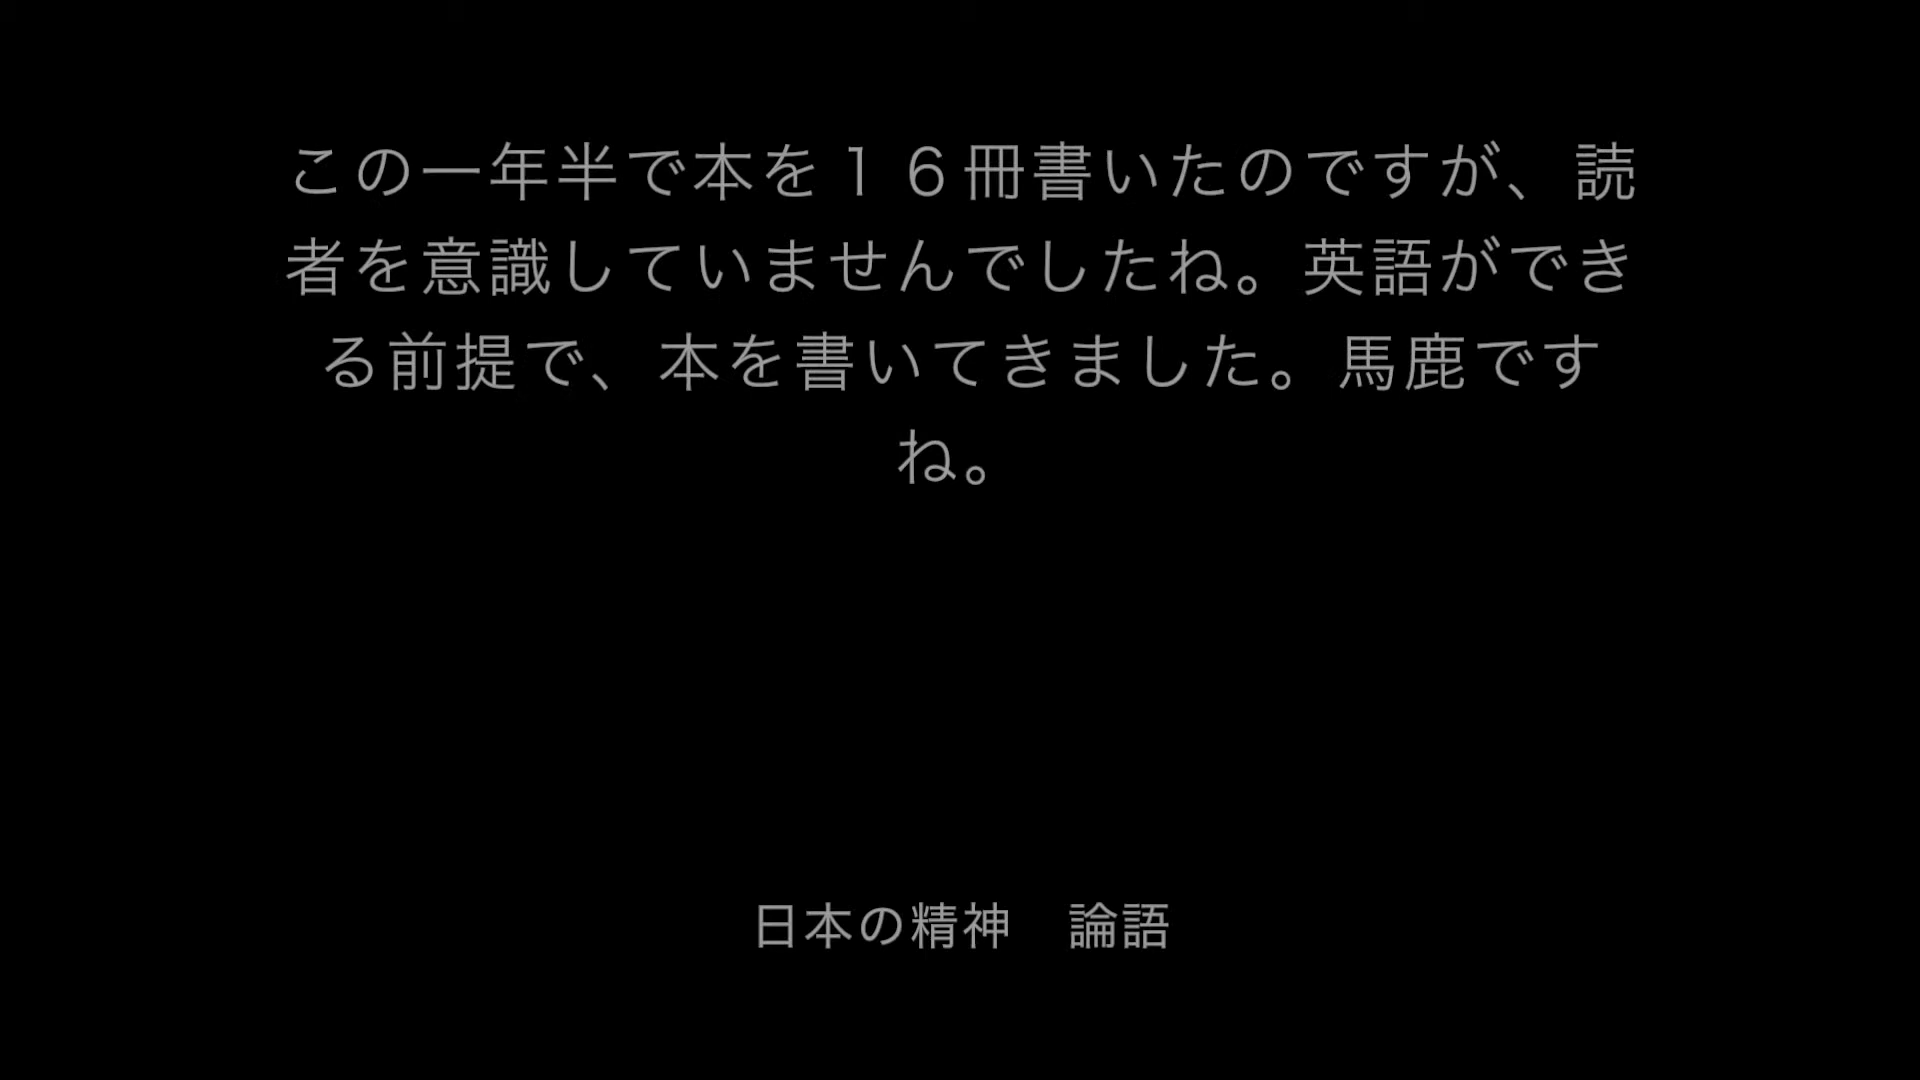 この一年半で本を１６冊書いたのですが、読
者を意識していませんでしたね。英語ができ
る前提で、本を書いてきました。馬鹿です
ね。
日本の精神　論語